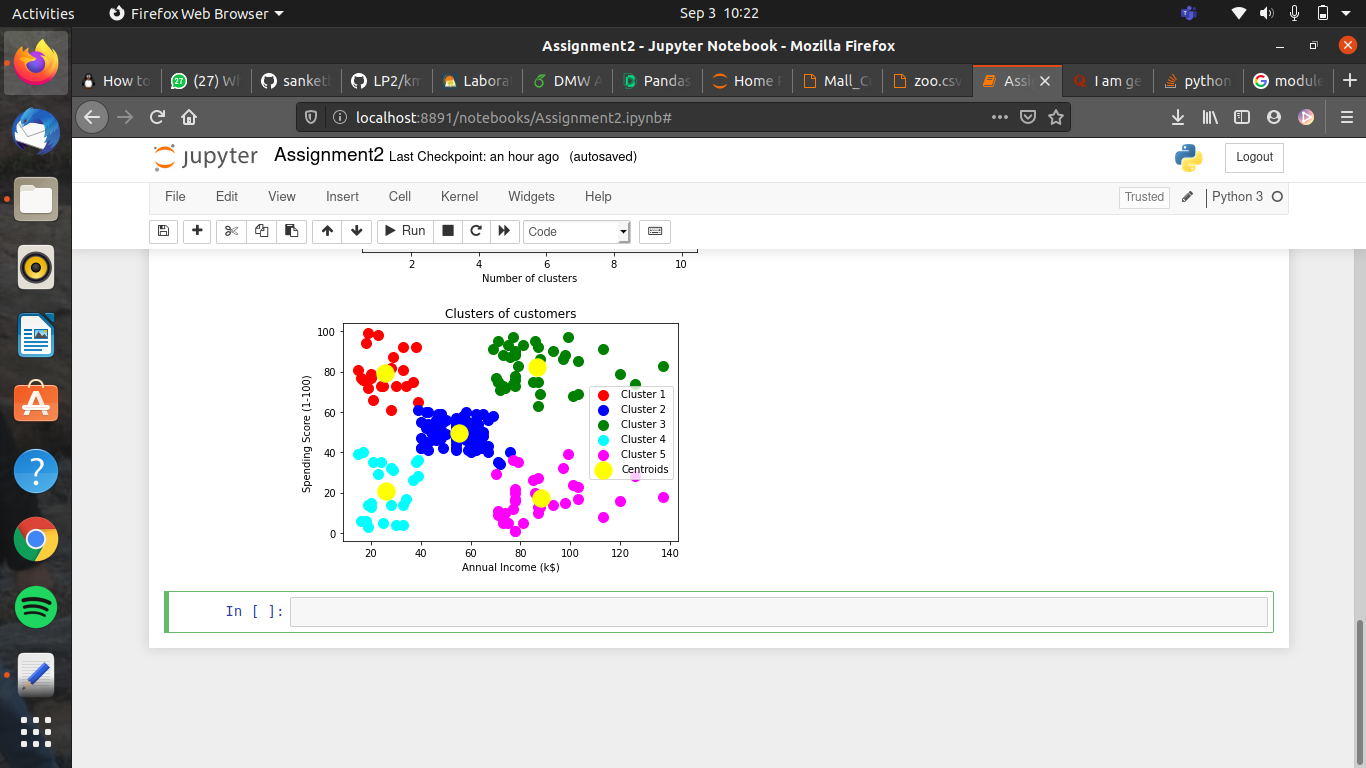 Activities Firefox Web Browser Sep 3 10:22
Assignment2 - Jupyter Notebook - Mozilla Firefox
How to (27) Wh sanketh LP2/km Labora DMW A Pandas Home P Mall_Cu zoo.csv Assi I am ge python module
localhost:8891/notebooks/Assignment2.ipynb#
jupyter Assignment2 Last Checkpoint: an hour ago (autosaved) Logout
File Edit View Insert Cell Kernel Widgets Help Trusted Python 3
Run Code
2 4 6 8 10
Number of clusters
Clusters of customers
100
80
60
40
20
0
Spending Score (1-100)
Cluster 1
Cluster 2
Cluster 3
Cluster 4
Cluster 5
Centroids
20 40 60 80 100 120 140
Annual Income (k$)
In [ ]: